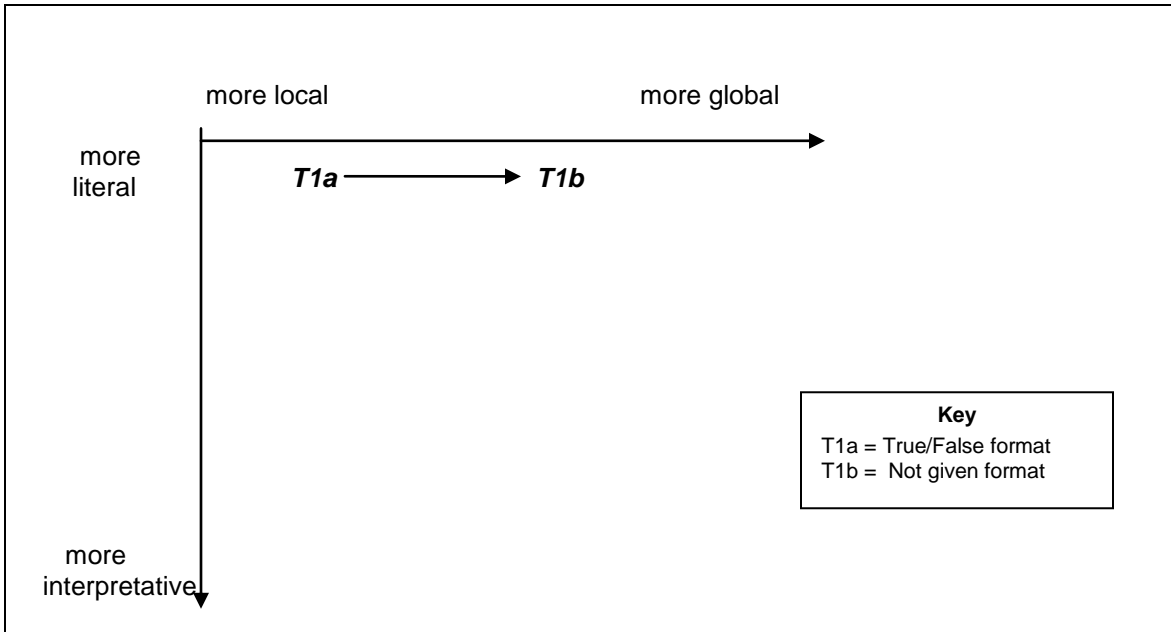 more local more global
more
literal
T1a T1b
Key
T1a = True/False format
T1b = Not given format
more
interpretative